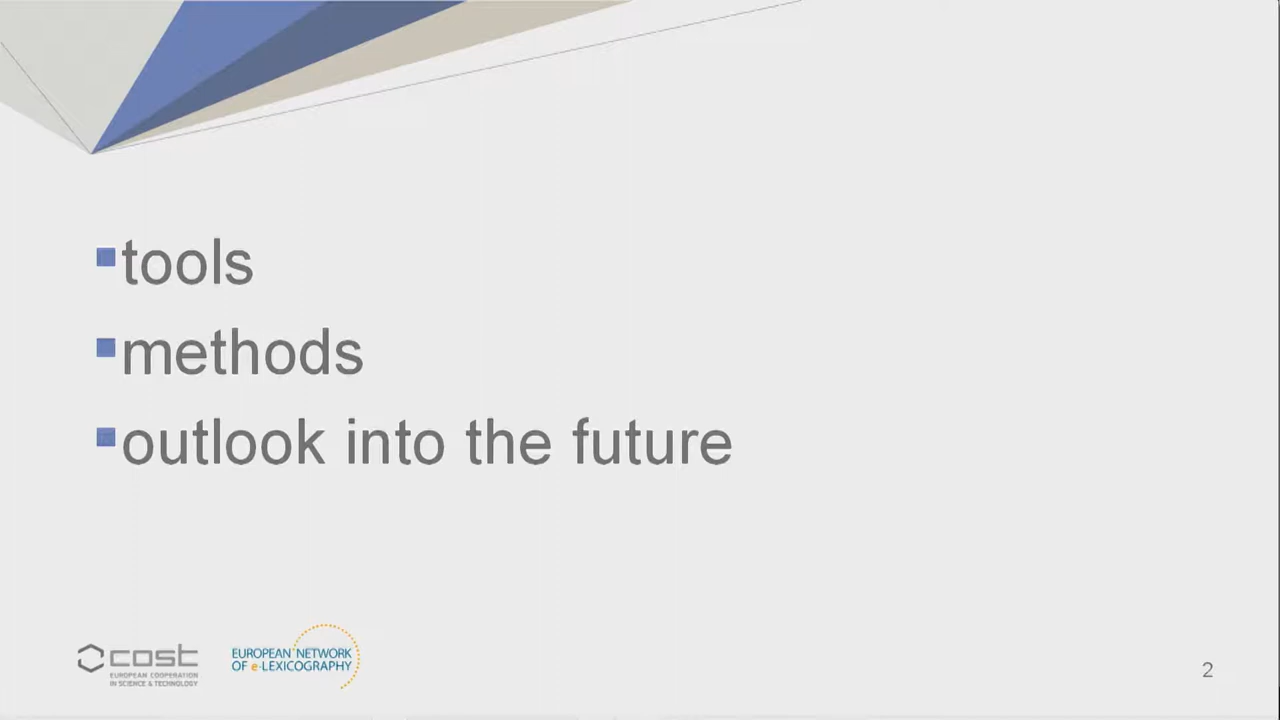 tools
methods
outlook into the future
cost
EUROPEAN COOPERATION
IN SCIENCE & TECHNOLOGY
EUROPEAN NETWORK
OF e-LEXICOGRAPHY
2